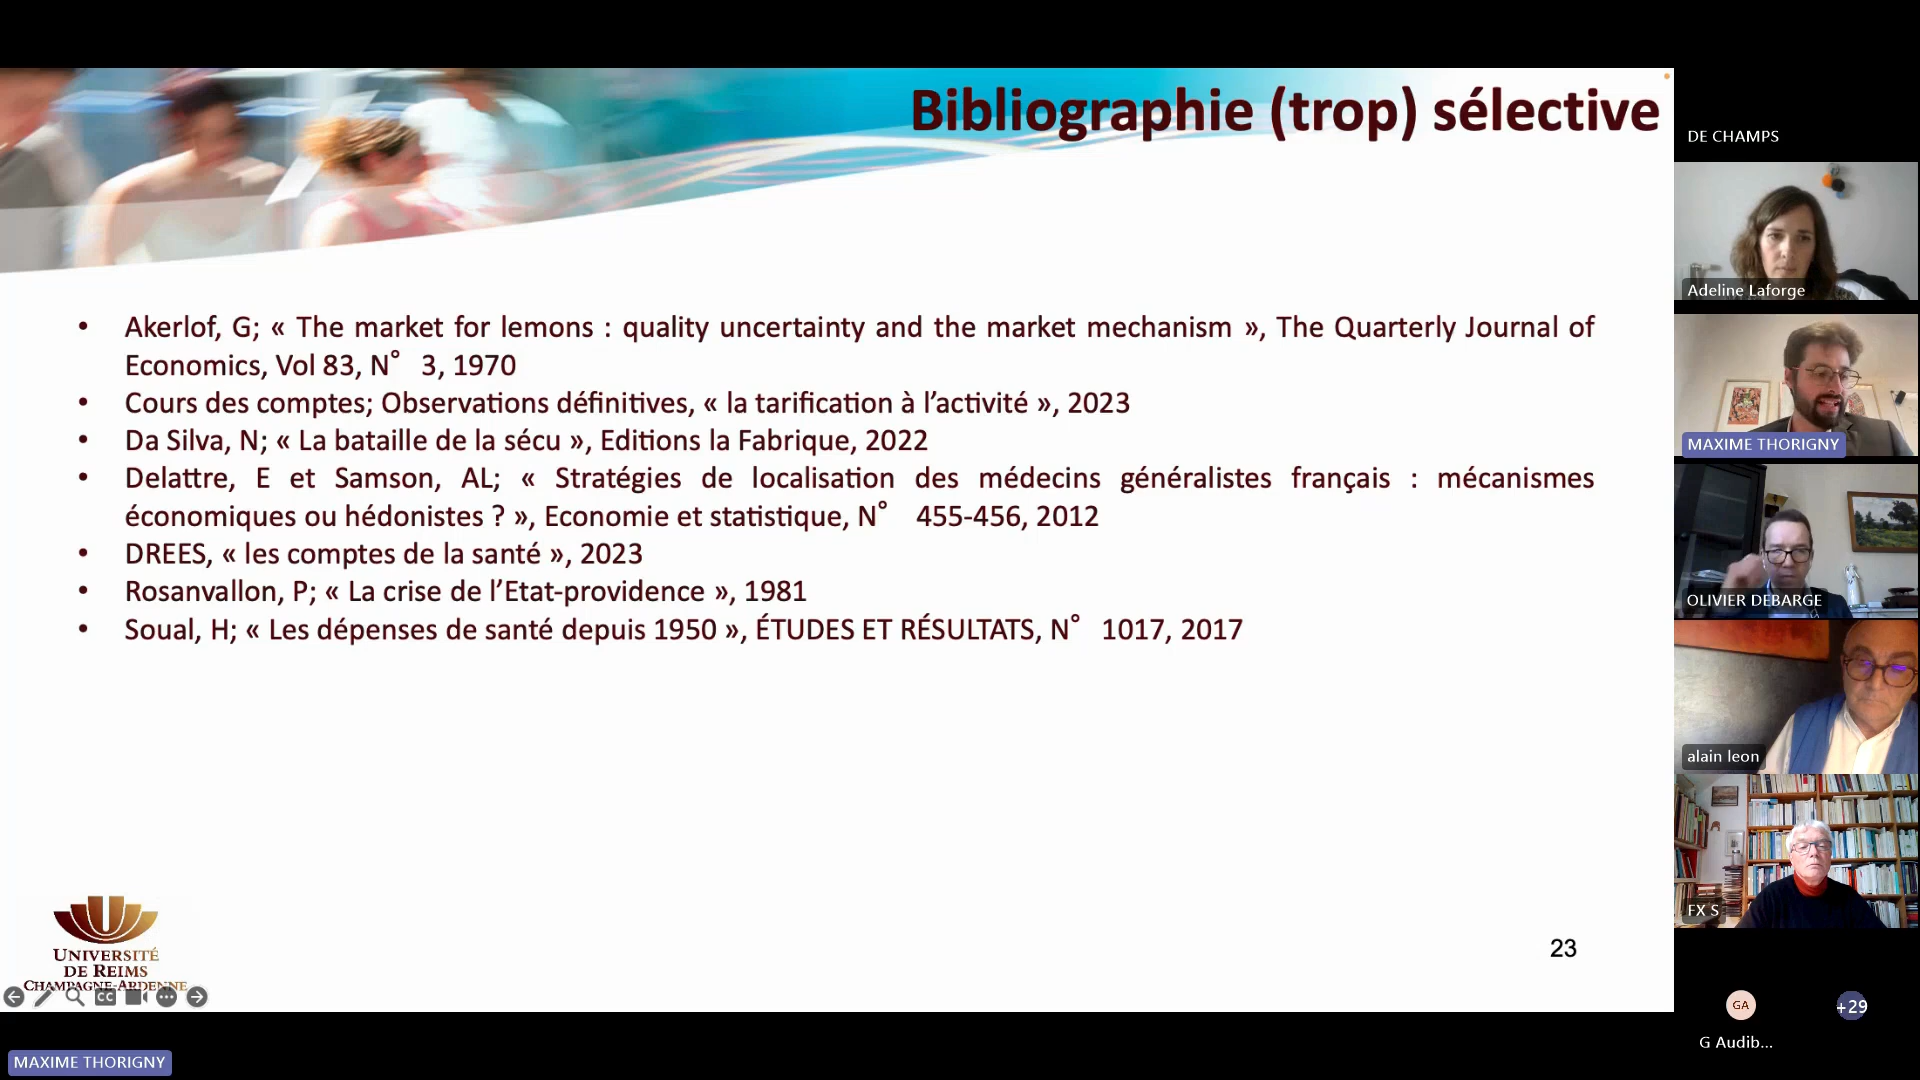 Bibliographie (trop) sélective
• Akerlof, G; « The market for lemons : quality uncertainty and the market mechanism », The Quarterly Journal of
Economics, Vol 83, N° 3, 1970
• Cours des comptes; Observations définitives, « la tarification à l’activité », 2023
• Da Silva, N; « La bataille de la sécu », Editions la Fabrique, 2022
• Delattre, E et Samson, AL; « Stratégies de localisation des médecins généralistes français : mécanismes
économiques ou hédonistes ? », Economie et statistique, N° 455-456, 2012
• DREES, « les comptes de la santé », 2023
• Rosanvallon, P; « La crise de l’Etat-providence », 1981
• Soual, H; « Les dépenses de santé depuis 1950 », ÉTUDES ET RÉSULTATS, N° 1017, 2017
UNIVERSITÉ
DE REIMS
CHAMPAGNE-ARDENNE
CC
23
MAXIME THORIGNY
DE CHAMPS
Adeline Laforge
MAXIME THORIGNY
OLIVIER DEBARGE
alain leon
FX S
GA
+29
G Audib...